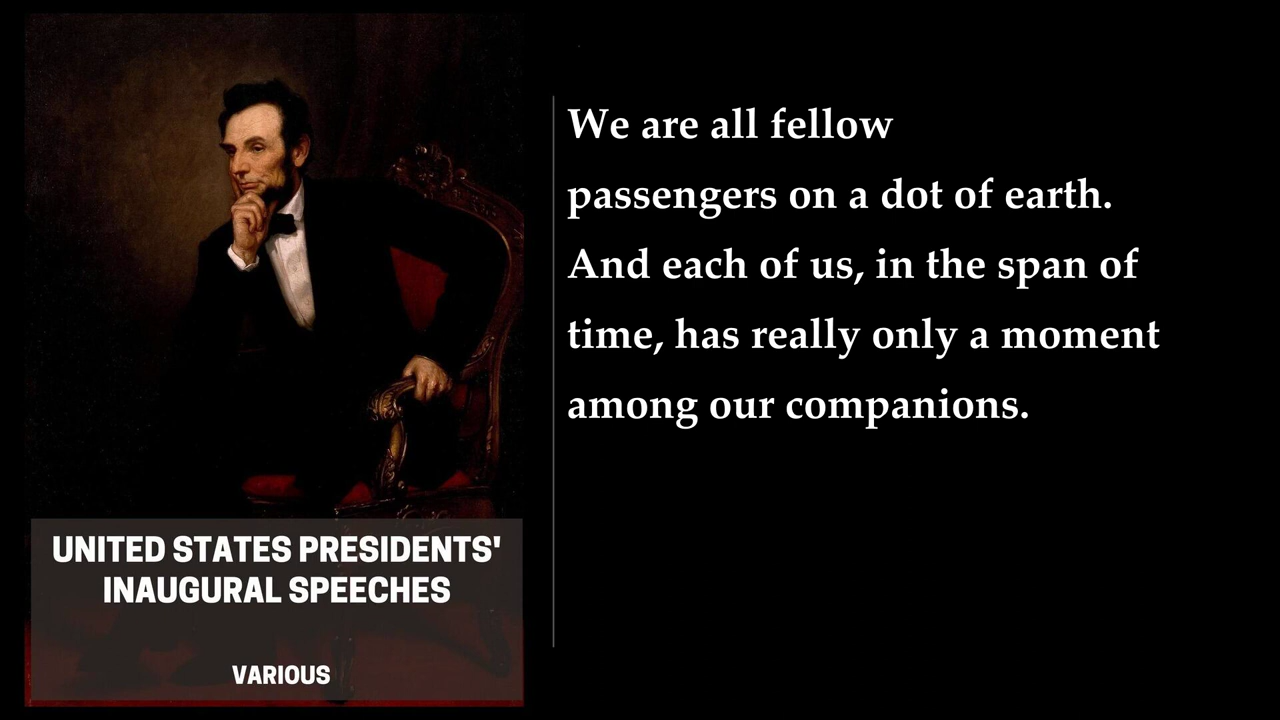 We are all fellow
passengers on a dot of earth.
And each of us, in the span of
time, has really only a moment
among our companions.
UNITED STATES PRESIDENTS'
INAUGURAL SPEECHES
VARIOUS